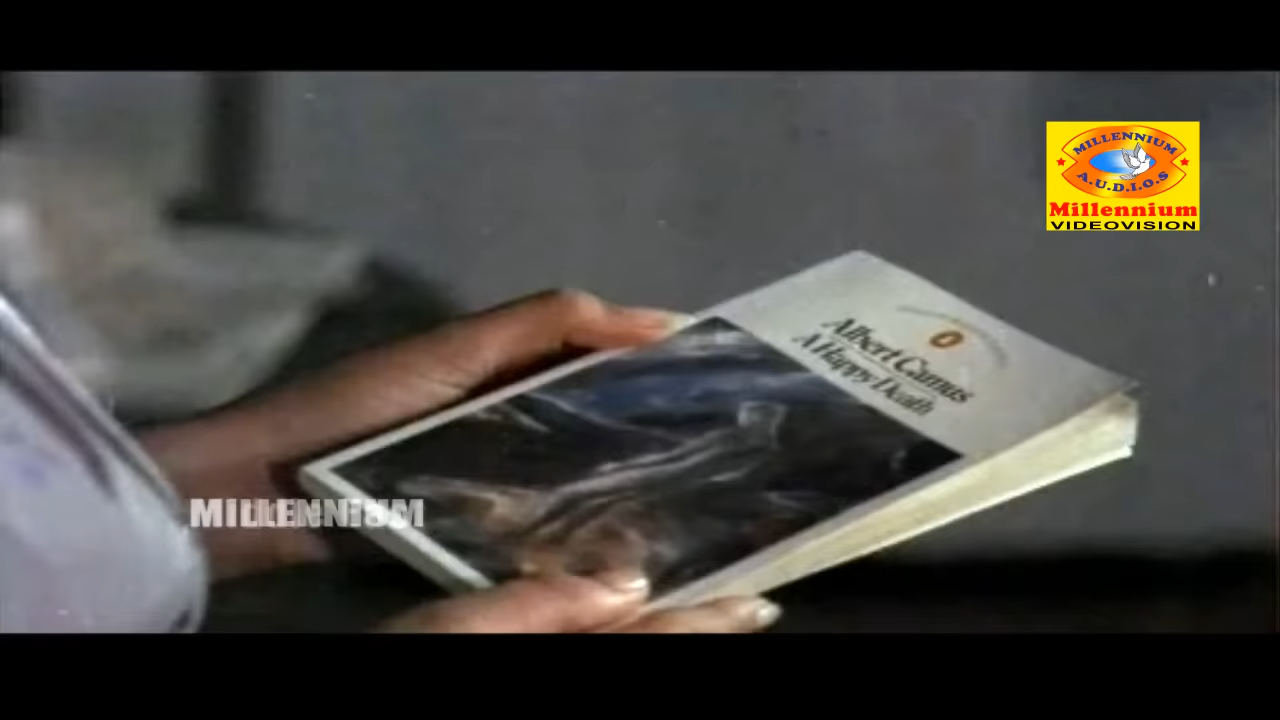 MILLENNIUM
A.U.D.I.O.S
Millennium
VIDEOVISION
Albert Camus
A Happy Death
MILLENNIUM